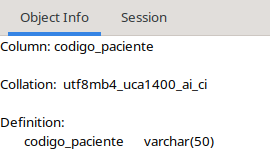 Object Info Session
Column: codigo_paciente
Collation: utf8mb4_uca1400_ai_ci
Definition:
codigo_paciente varchar(50)